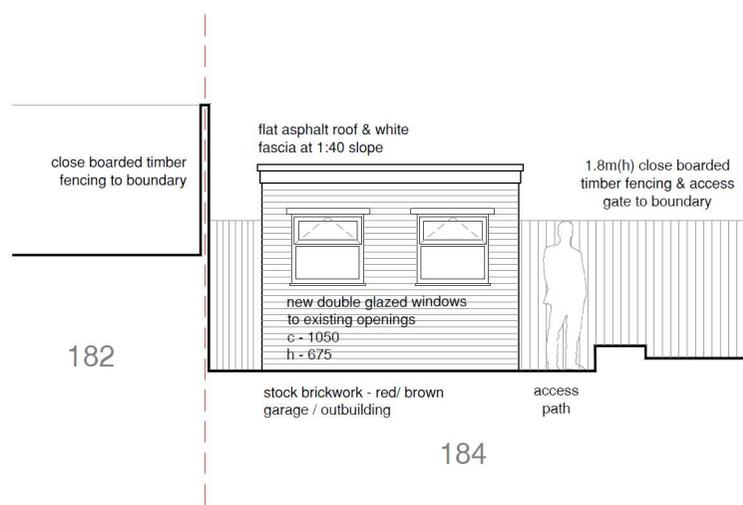 flat asphalt roof & white
fascia at 1:40 slope
close boarded timber
fencing to boundary
1.8m(h) close boarded
timber fencing & access
gate to boundary
new double glazed windows
to existing openings
c - 1050
h - 675
182
stock brickwork - red/ brown
garage / outbuilding
access
path
184